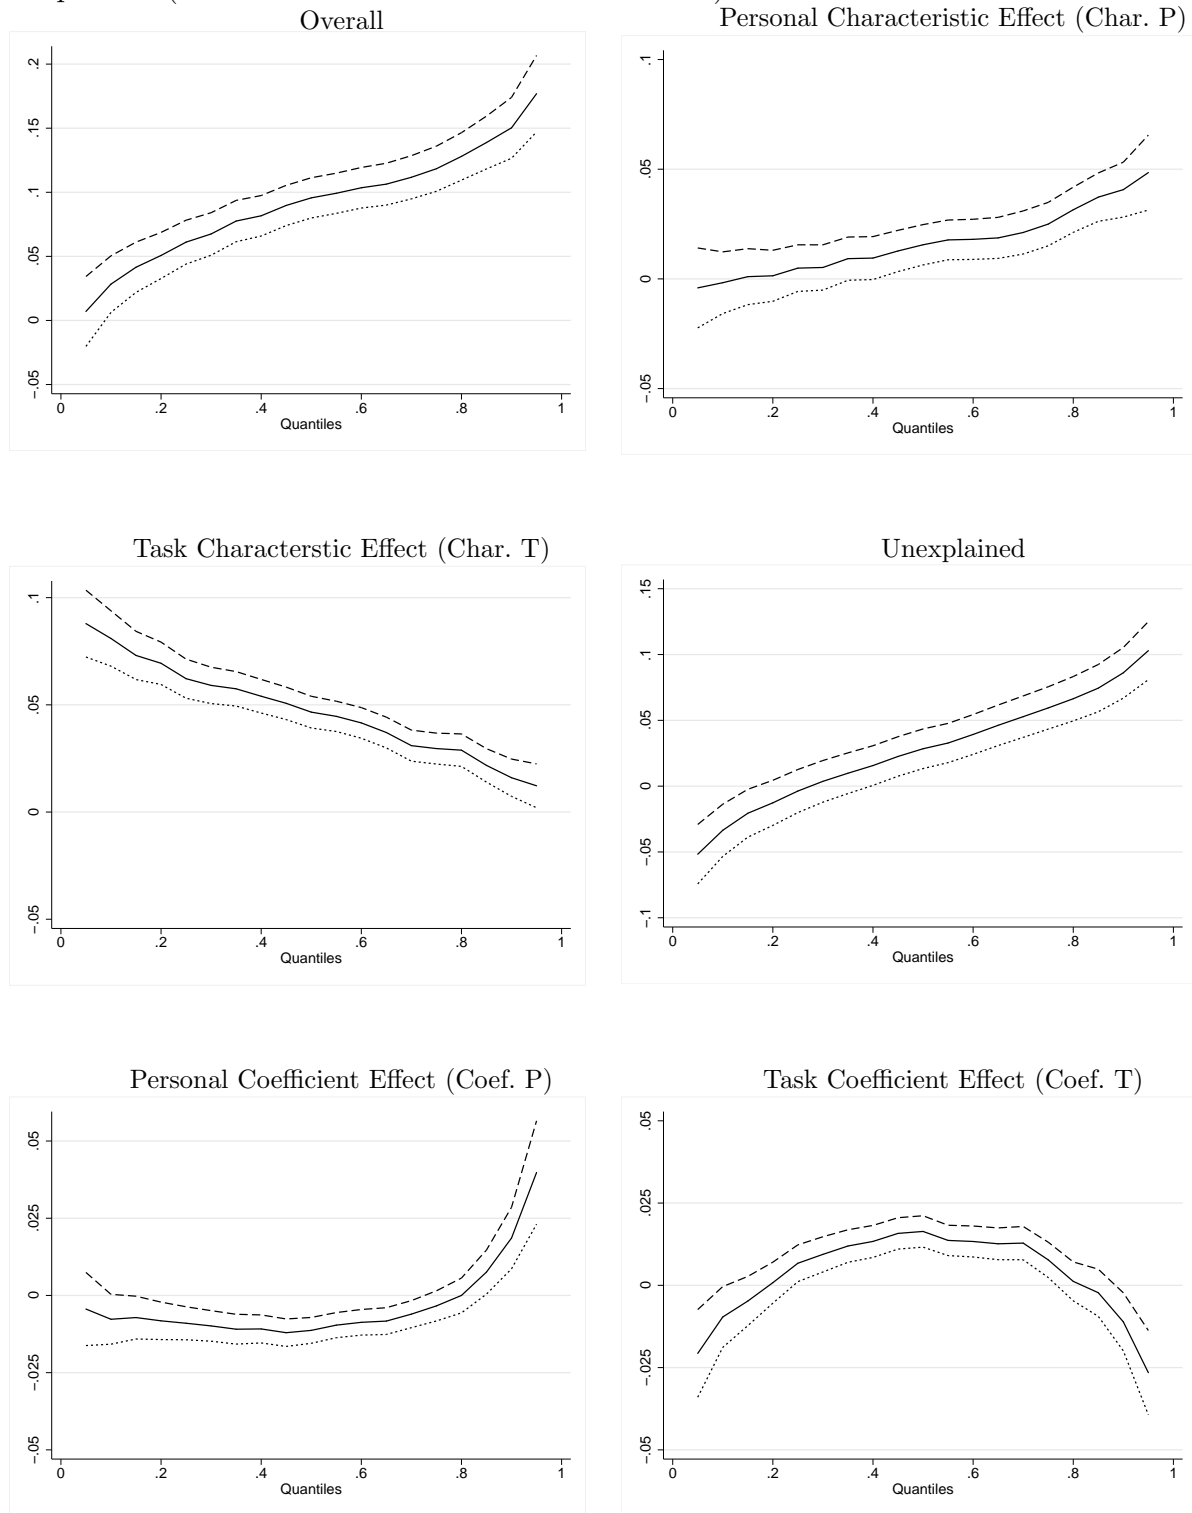 Overall
.2
.15
.1
.05
0
-.05
0 .2 .4 .6 .8 1
Quantiles
Personal Characteristic Effect (Char. P)
.1
.05
0
-.05
0 .2 .4 .6 .8 1
Quantiles
Task Characterstic Effect (Char. T)
.1
.05
0
-.05
0 .2 .4 .6 .8 1
Quantiles
Unexplained
.15
.1
.05
0
-.05
-.1
0 .2 .4 .6 .8 1
Quantiles
Personal Coefficient Effect (Coef. P)
.05
.025
0
-.025
-.05
0 .2 .4 .6 .8 1
Quantiles
Task Coefficient Effect (Coef. T)
.05
.025
0
-.025
-.05
0 .2 .4 .6 .8 1
Quantiles